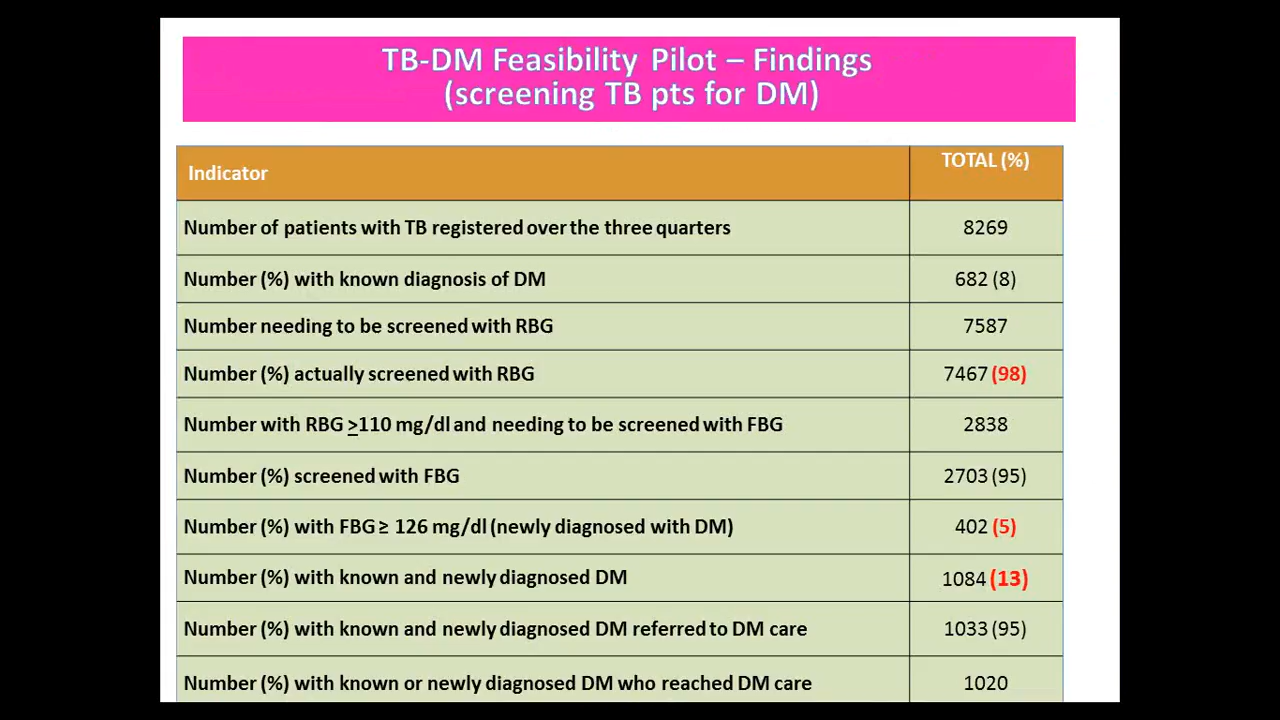 TB-DM Feasibility Pilot – Findings
(screening TB pts for DM)
Indicator TOTAL (%)
Number of patients with TB registered over the three quarters 8269
Number (%) with known diagnosis of DM 682 (8)
Number needing to be screened with RBG 7587
Number (%) actually screened with RBG 7467 (98)
Number with RBG ≥110 mg/dl and needing to be screened with FBG 2838
Number (%) screened with FBG 2703 (95)
Number (%) with FBG ≥ 126 mg/dl (newly diagnosed with DM) 402 (5)
Number (%) with known and newly diagnosed DM 1084 (13)
Number (%) with known and newly diagnosed DM referred to DM care 1033 (95)
Number (%) with known or newly diagnosed DM who reached DM care 1020